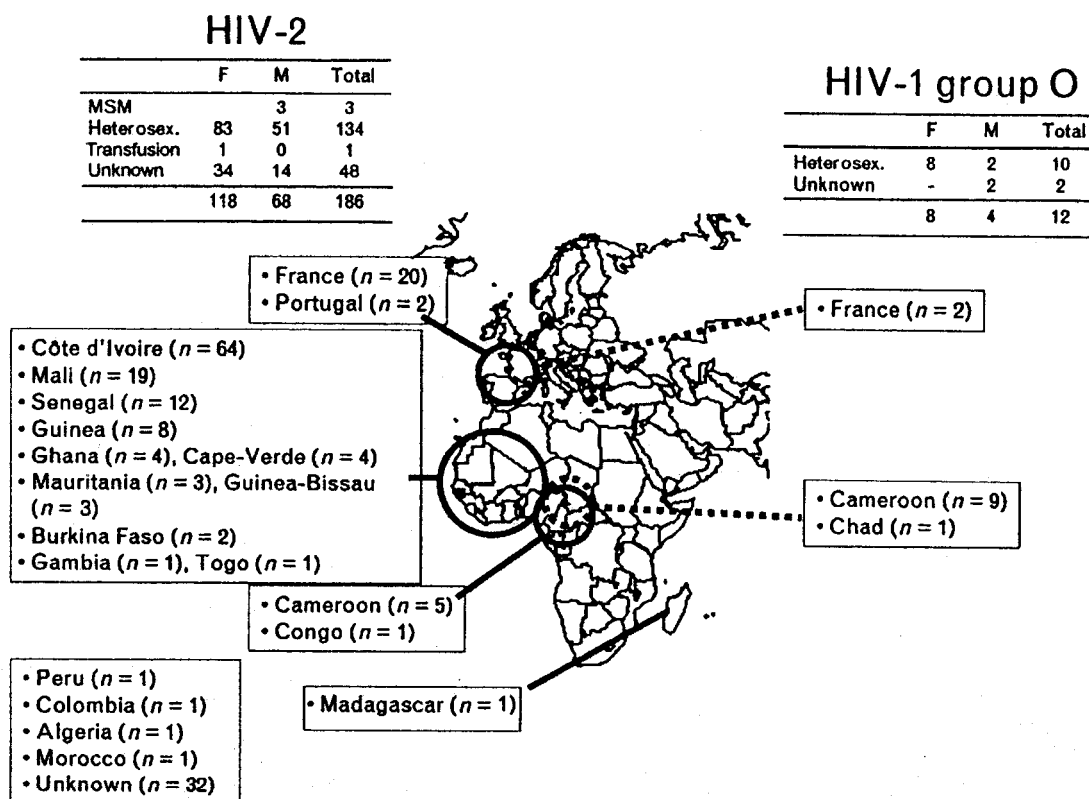 HIV-2
F M Total
MSM 3 3
Heterosex. 83 51 134
Transfusion 1 0 1
Unknown 34 14 48
118 68 186
HIV-1 group O
F M Total
Heterosex. 8 2 10
Unknown - 2 2
8 4 12
• France (n = 20)
• Portugal (n = 2)
• France (n = 2)
• Côte d'Ivoire (n = 64)
• Mali (n = 19)
• Senegal (n = 12)
• Guinea (n = 8)
• Ghana (n = 4), Cape-Verde (n = 4)
• Mauritania (n = 3), Guinea-Bissau
(n = 3)
• Burkina Faso (n = 2)
• Gambia (n = 1), Togo (n = 1)
• Cameroon (n = 9)
• Chad (n = 1)
• Cameroon (n = 5)
• Congo (n = 1)
• Peru (n = 1)
• Colombia (n = 1)
• Algeria (n = 1)
• Morocco (n = 1)
• Unknown (n = 32)
• Madagascar (n = 1)